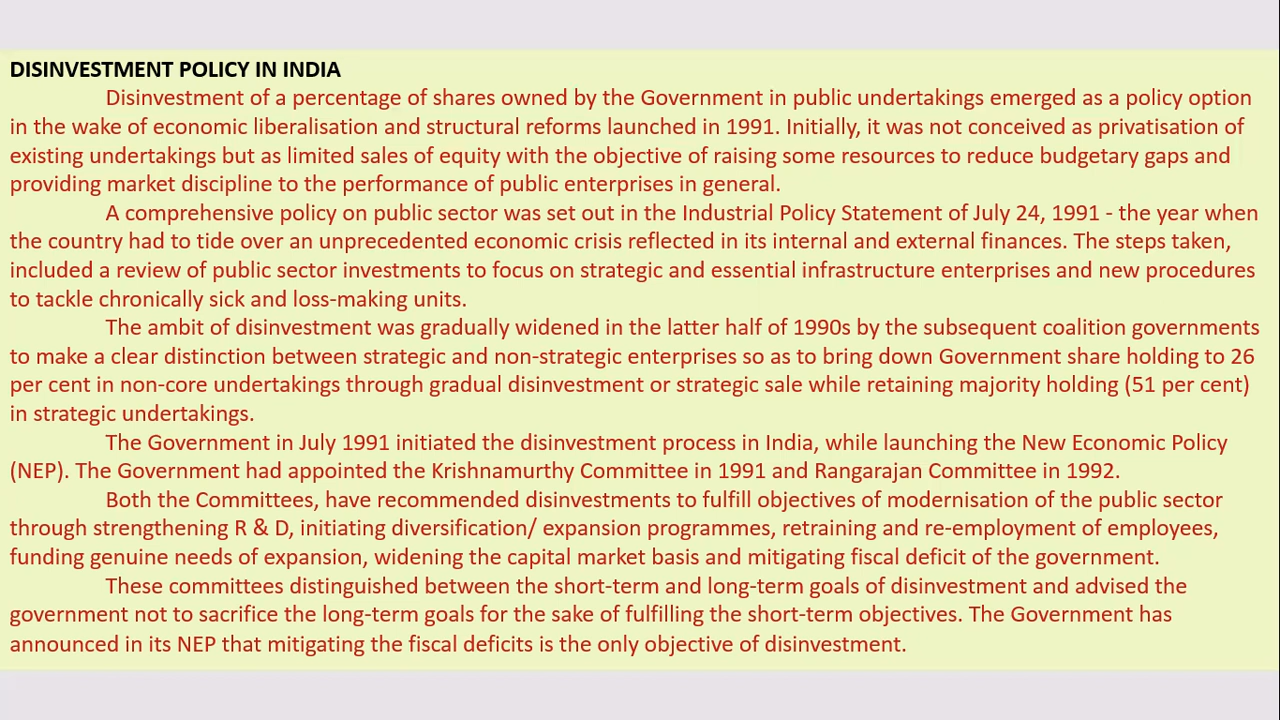 DISINVESTMENT POLICY IN INDIA
Disinvestment of a percentage of shares owned by the Government in public undertakings emerged as a policy option
in the wake of economic liberalisation and structural reforms launched in 1991. Initially, it was not conceived as privatisation of
existing undertakings but as limited sales of equity with the objective of raising some resources to reduce budgetary gaps and
providing market discipline to the performance of public enterprises in general.
A comprehensive policy on public sector was set out in the Industrial Policy Statement of July 24, 1991 - the year when
the country had to tide over an unprecedented economic crisis reflected in its internal and external finances. The steps taken,
included a review of public sector investments to focus on strategic and essential infrastructure enterprises and new procedures
to tackle chronically sick and loss-making units.
The ambit of disinvestment was gradually widened in the latter half of 1990s by the subsequent coalition governments
to make a clear distinction between strategic and non-strategic enterprises so as to bring down Government share holding to 26
per cent in non-core undertakings through gradual disinvestment or strategic sale while retaining majority holding (51 per cent)
in strategic undertakings.
The Government in July 1991 initiated the disinvestment process in India, while launching the New Economic Policy
(NEP). The Government had appointed the Krishnamurthy Committee in 1991 and Rangarajan Committee in 1992.
Both the Committees, have recommended disinvestments to fulfill objectives of modernisation of the public sector
through strengthening R & D, initiating diversification/ expansion programmes, retraining and re-employment of employees,
funding genuine needs of expansion, widening the capital market basis and mitigating fiscal deficit of the government.
These committees distinguished between the short-term and long-term goals of disinvestment and advised the
government not to sacrifice the long-term goals for the sake of fulfilling the short-term objectives. The Government has
announced in its NEP that mitigating the fiscal deficits is the only objective of disinvestment.